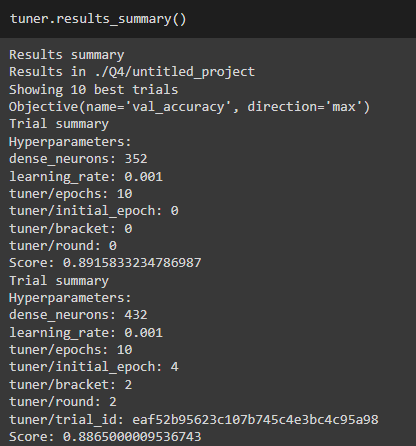 tuner.results_summary()
Results summary
Results in ./Q4/untitled_project
Showing 10 best trials
Objective(name='val_accuracy', direction='max')
Trial summary
Hyperparameters:
dense_neurons: 352
learning_rate: 0.001
tuner/epochs: 10
tuner/initial_epoch: 0
tuner/bracket: 0
tuner/round: 0
Score: 0.8915833234786987
Trial summary
Hyperparameters:
dense_neurons: 432
learning_rate: 0.001
tuner/epochs: 10
tuner/initial_epoch: 4
tuner/bracket: 2
tuner/round: 2
tuner/trial_id: eaf52b95623c107b745c4e3bc4c95a98
Score: 0.8865000009536743